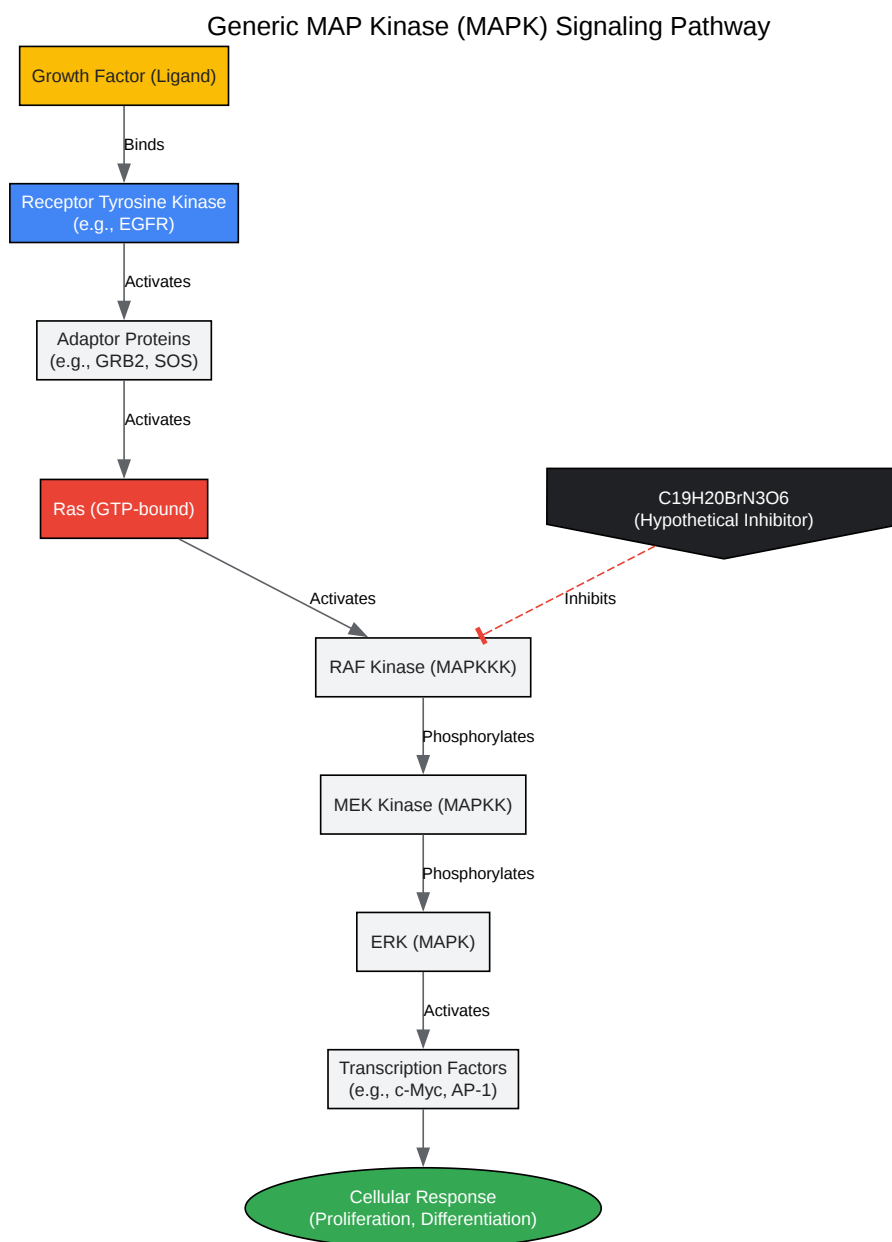 Generic MAP Kinase (MAPK) Signaling Pathway
Growth Factor (Ligand)
Binds
Receptor Tyrosine Kinase
(e.g., EGFR)
Activates
Adaptor Proteins
(e.g., GRB2, SOS)
Activates
Ras (GTP-bound)
C19H20BrN3O6
(Hypothetical Inhibitor)
Activates
Inhibits
RAF Kinase (MAPKKK)
Phosphorylates
MEK Kinase (MAPKK)
Phosphorylates
ERK (MAPK)
Activates
Transcription Factors
(e.g., c-Myc, AP-1)
Cellular Response
(Proliferation, Differentiation)